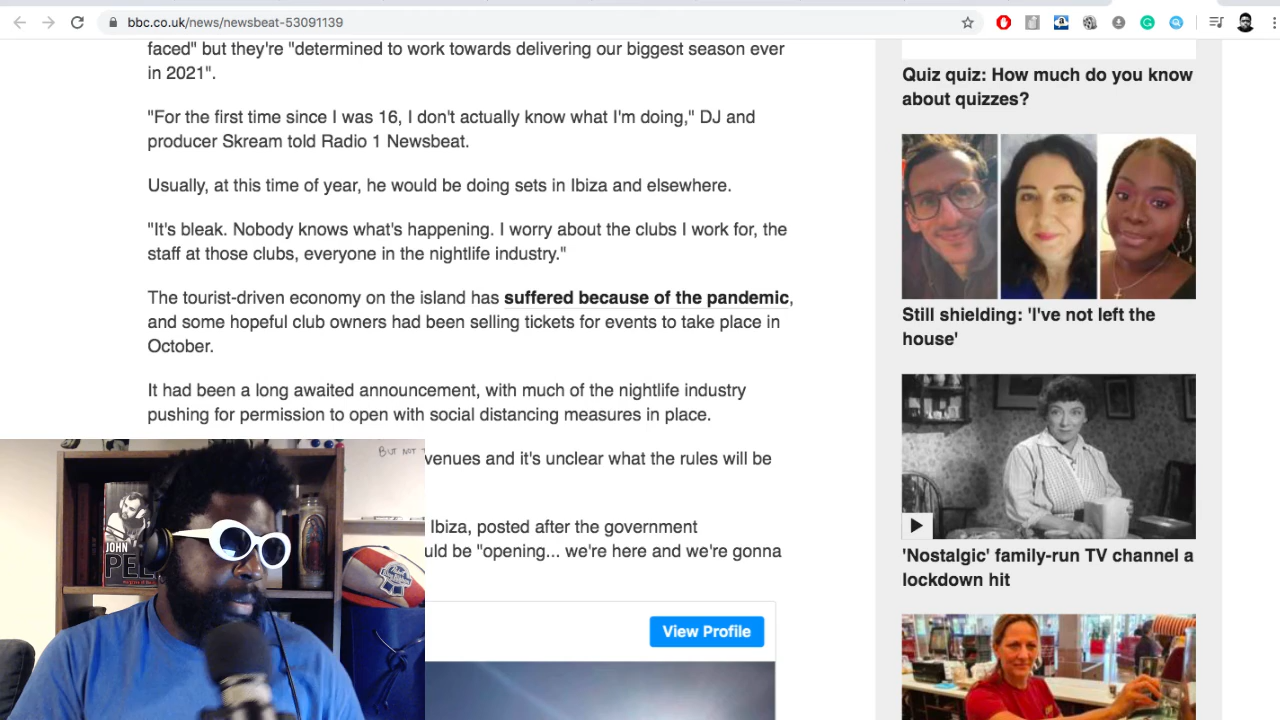 bbc.co.uk/news/newsbeat-53091139
faced" but they're "determined to work towards delivering our biggest season ever
in 2021".
"For the first time since I was 16, I don't actually know what I'm doing," DJ and
producer Skream told Radio 1 Newsbeat.
Usually, at this time of year, he would be doing sets in Ibiza and elsewhere.
"It's bleak. Nobody knows what's happening. I worry about the clubs I work for, the
staff at those clubs, everyone in the nightlife industry."
The tourist-driven economy on the island has suffered because of the pandemic,
and some hopeful club owners had been selling tickets for events to take place in
October.
It had been a long awaited announcement, with much of the nightlife industry
pushing for permission to open with social distancing measures in place.
venues and it's unclear what the rules will be
Ibiza, posted after the government
uld be "opening... we're here and we're gonna
View Profile
Quiz quiz: How much do you know
about quizzes?
Still shielding: 'I've not left the
house'
'Nostalgic' family-run TV channel a
lockdown hit
BUT NOT
JOHN
PEEL